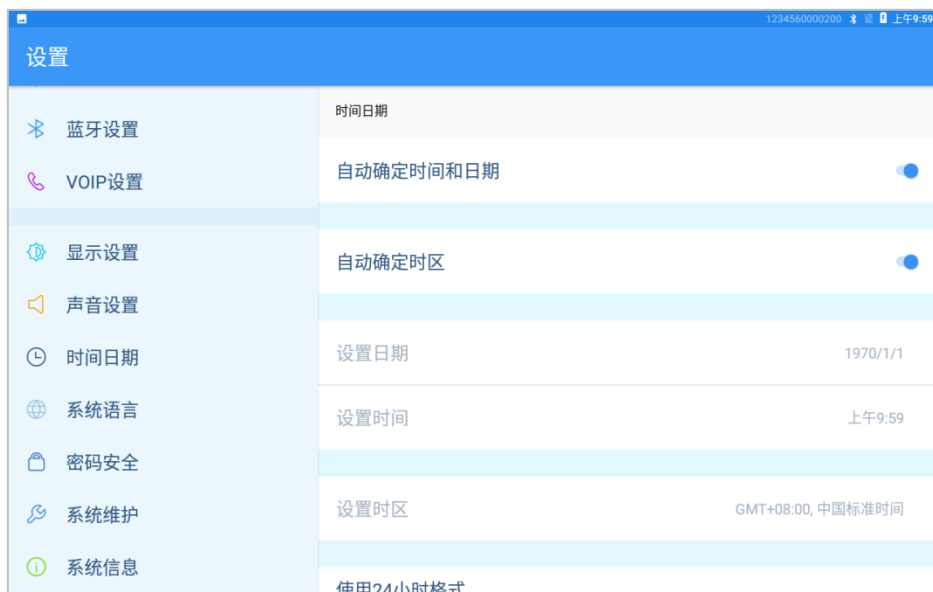 1234560000200 上午9:59
设置
蓝牙设置
VOIP设置
显示设置
声音设置
时间日期
系统语言
密码安全
系统维护
系统信息
时间日期
自动确定时间和日期
自动确定时区
设置日期 1970/1/1
设置时间 上午9:59
设置时区 GMT+08:00, 中国标准时间
使用24小时格式